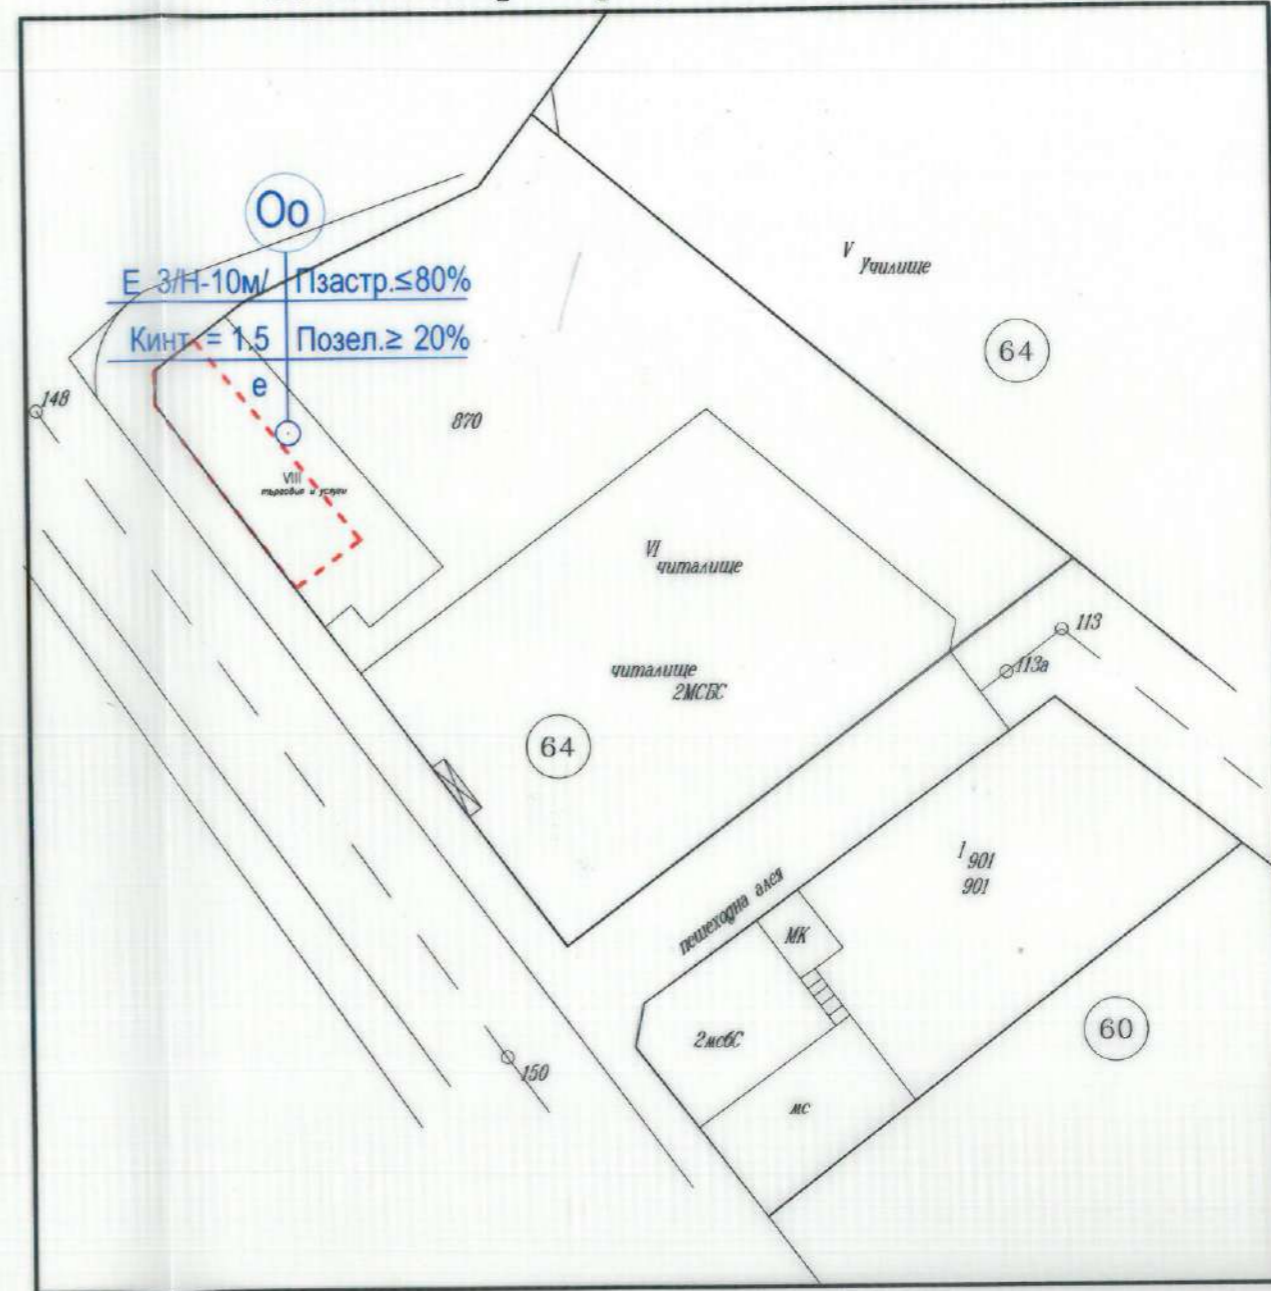 Оо
Е 3/Н-10м/ Пзастр.≤80%
Кинт. = 1.5 Позел.≥ 20%
е
V
Училище
64
148
870
VIII
търговия и услуги
VI
читалище
113
113а
читалище
2МСБС
64
I 901
901
пешеходна алея
МК
60
2мсбС
150
мс